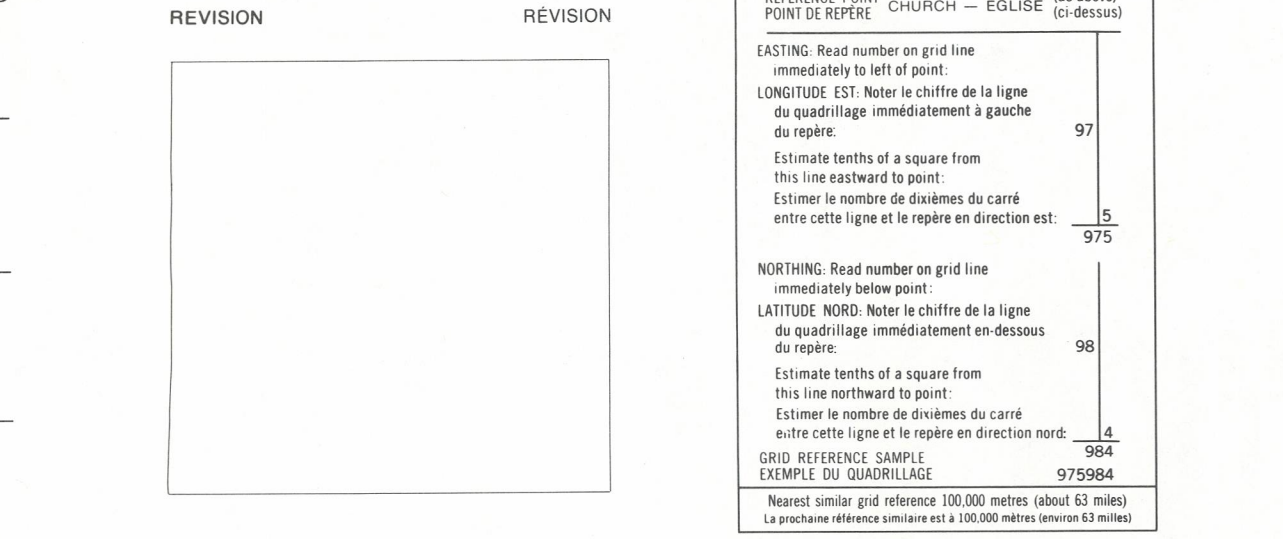 REVISION RÉVISION
POINT DE REPÈRE CHURCH — ÉGLISE (ci-dessus)
EASTING: Read number on grid line
immediately to left of point:
LONGITUDE EST: Noter le chiffre de la ligne
du quadrillage immédiatement à gauche
du repère: 97
Estimate tenths of a square from
this line eastward to point:
Estimer le nombre de dixièmes du carré
entre cette ligne et le repère en direction est: 5
975
NORTHING: Read number on grid line
immediately below point:
LATITUDE NORD: Noter le chiffre de la ligne
du quadrillage immédiatement en-dessous
du repère: 98
Estimate tenths of a square from
this line northward to point:
Estimer le nombre de dixièmes du carré
entre cette ligne et le repère en direction nord: 4
984
GRID REFERENCE SAMPLE
EXEMPLE DU QUADRILLAGE 975984
Nearest similar grid reference 100,000 metres (about 63 miles)
La prochaine référence similaire est à 100,000 mètres (environ 63 milles)